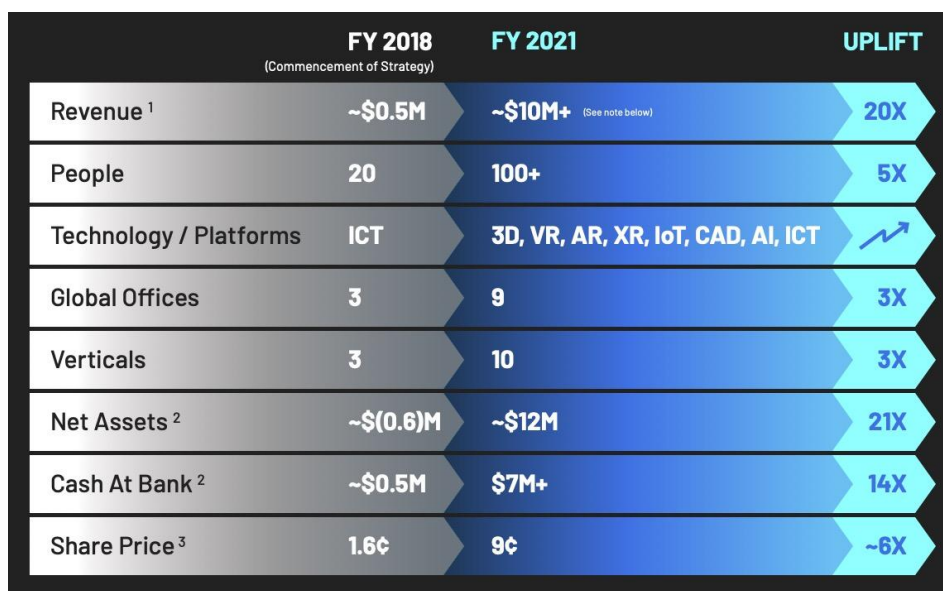 FY 2018 FY 2021 UPLIFT
(Commencement of Strategy)
Revenue ¹ ~$0.5M ~$10M+ (See note below) 20X
People 20 100+ 5X
Technology / Platforms ICT 3D, VR, AR, XR, IoT, CAD, AI, ICT
Global Offices 3 9 3X
Verticals 3 10 3X
Net Assets ² ~$(0.6)M ~$12M 21X
Cash At Bank ² ~$0.5M $7M+ 14X
Share Price ³ 1.6¢ 9¢ ~6X